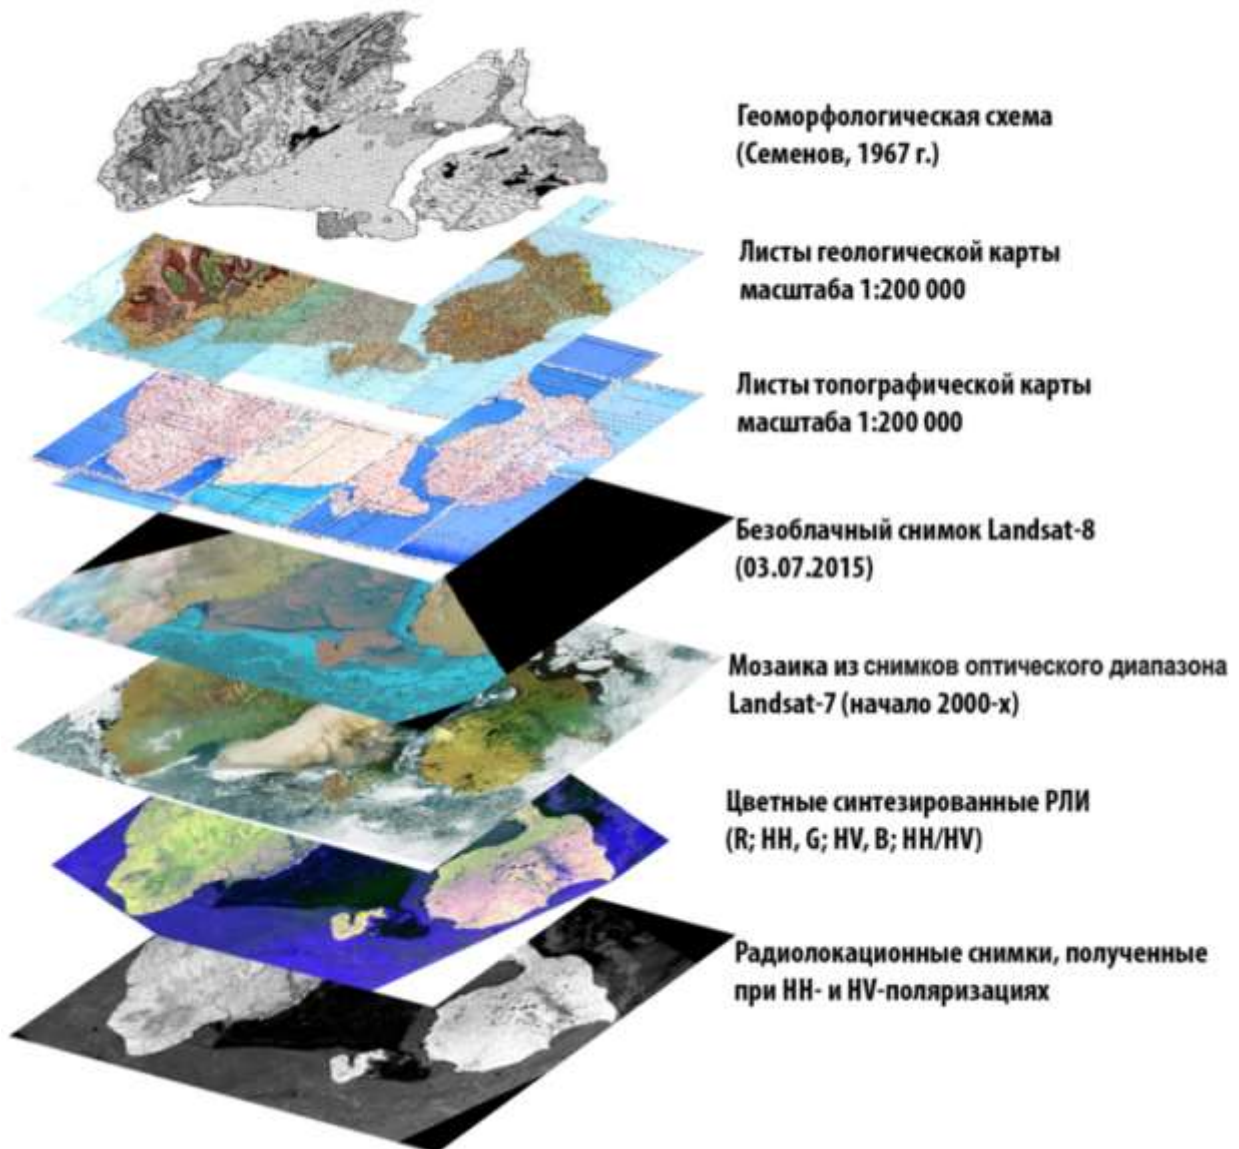 Геоморфологическая схема
(Семенов, 1967 г.)
Листы геологической карты
масштаба 1:200 000
Листы топографической карты
масштаба 1:200 000
Безоблачный снимок Landsat-8
(03.07.2015)
Мозаика из снимков оптического диапазона
Landsat-7 (начало 2000-х)
Цветные синтезированные РЛИ
(R; HH, G; HV, B; HH/HV)
Радиолокационные снимки, полученные
при HH- и HV-поляризациях